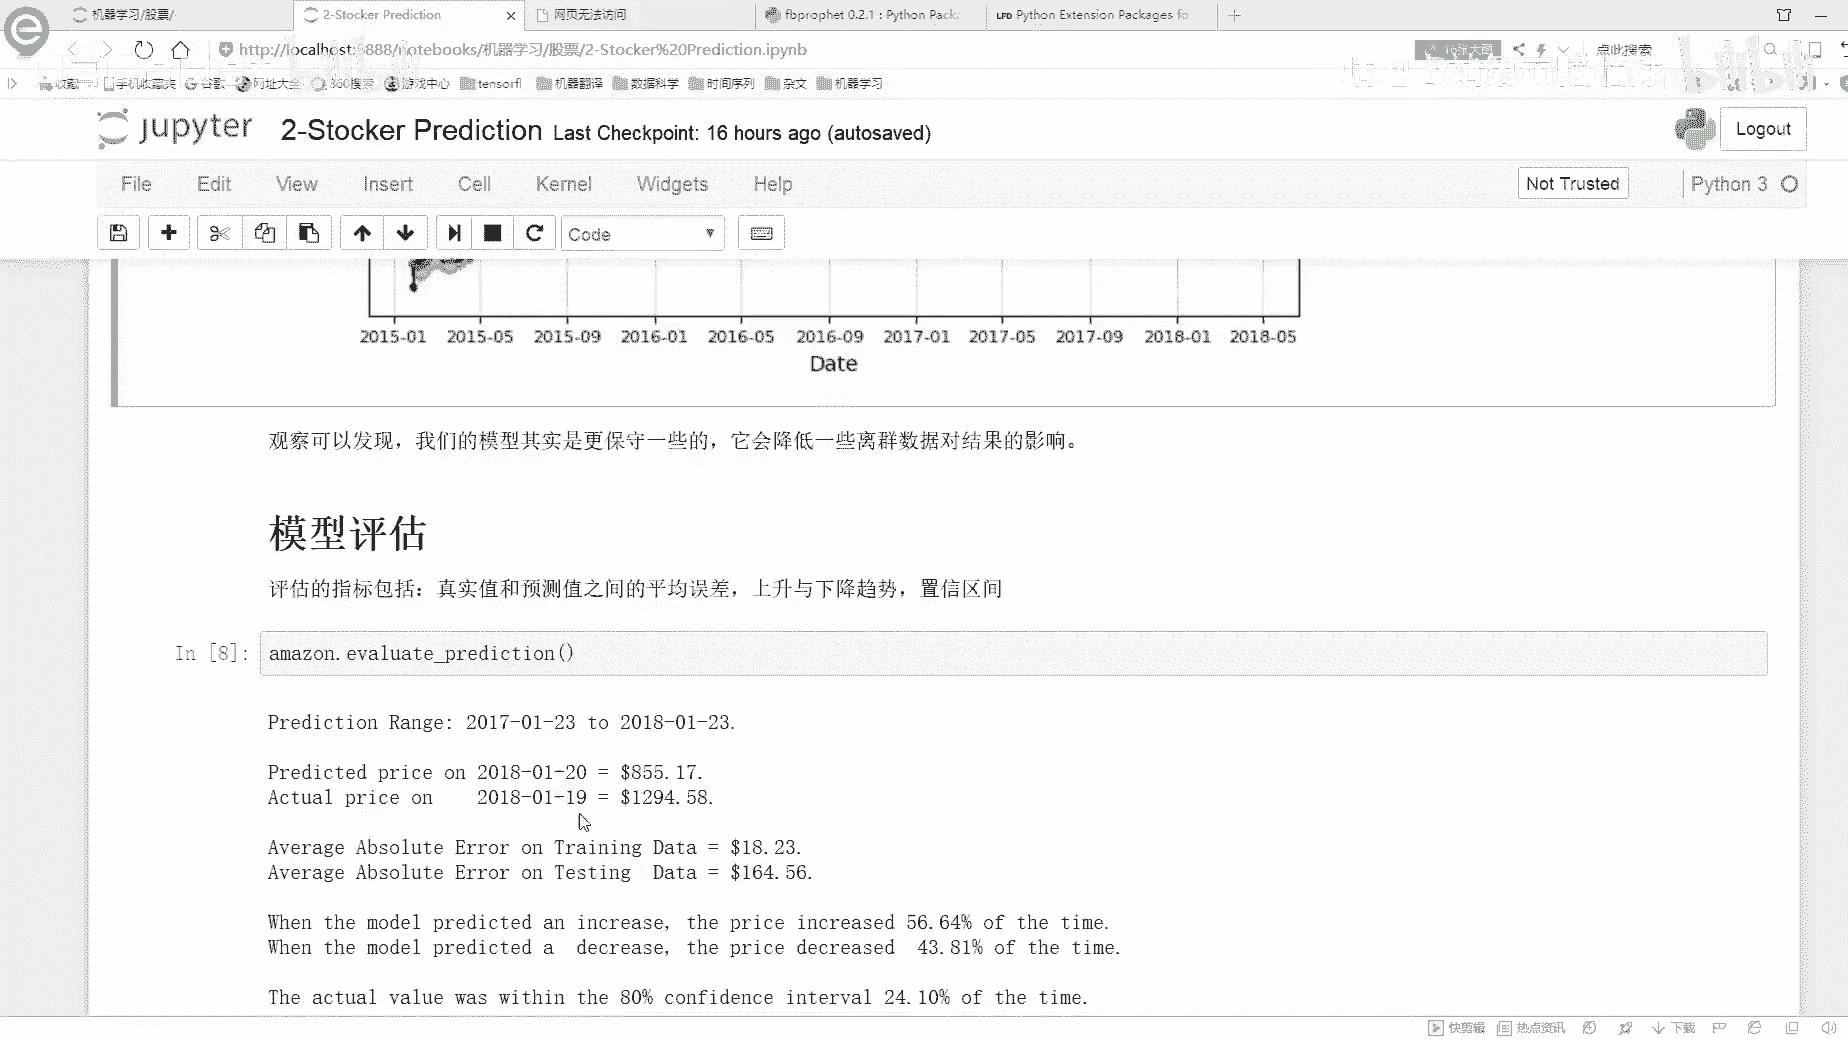 机器学习/股票/
2-Stocker Prediction
网页无法访问
fbprophet 0.2.1 : Python Pack
LFD Python Extension Packages fo
http://localhost:8888/notebooks/机器学习/股票/2-Stocker%20Prediction.ipynb
16张大图
点此搜索
收藏
手机收藏夹
谷歌
网址大全
360搜索
游戏中心
tensorfl
机器翻译
数据科学
时间序列
杂文
机器学习
bilibili
jupyter
2-Stocker Prediction Last Checkpoint: 16 hours ago (autosaved)
Logout
File Edit View Insert Cell Kernel Widgets Help
Not Trusted
Python 3
Code
2015-01 2015-05 2015-09 2016-01 2016-05 2016-09 2017-01 2017-05 2017-09 2018-01 2018-05
Date
观察可以发现，我们的模型其实是更保守一些的，它会降低一些离群数据对结果的影响。
模型评估
评估的指标包括：真实值和预测值之间的平均误差，上升与下降趋势，置信区间
In [8]:
amazon.evaluate_prediction()
Prediction Range: 2017-01-23 to 2018-01-23.
Predicted price on 2018-01-20 = $855.17.
Actual price on 2018-01-19 = $1294.58.
Average Absolute Error on Training Data = $18.23.
Average Absolute Error on Testing Data = $164.56.
When the model predicted an increase, the price increased 56.64% of the time.
When the model predicted a decrease, the price decreased 43.81% of the time.
The actual value was within the 80% confidence interval 24.10% of the time.
快剪辑
热点资讯
下载